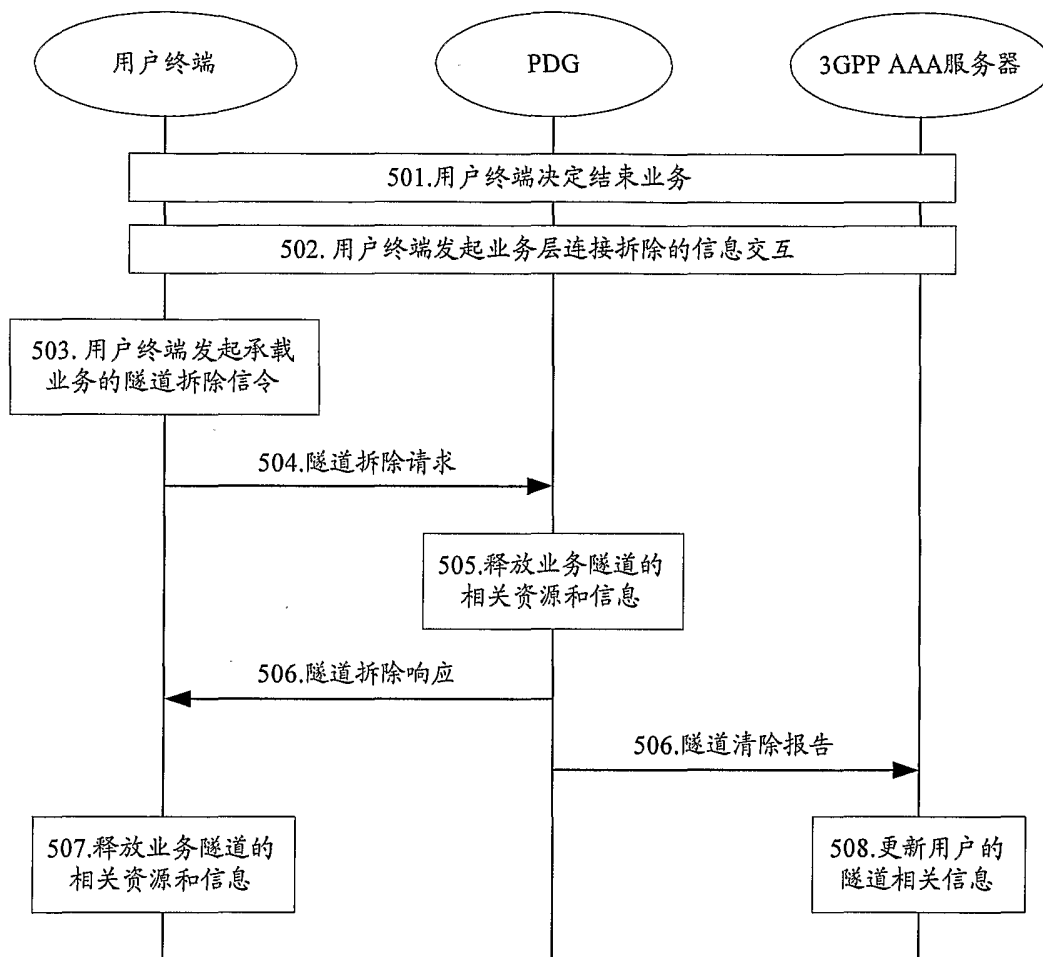 用户终端
PDG
3GPP AAA服务器
501.用户终端决定结束业务
502. 用户终端发起业务层连接拆除的信息交互
503. 用户终端发起承载
业务的隧道拆除信令
504.隧道拆除请求
505.释放业务隧道的
相关资源和信息
506.隧道拆除响应
506.隧道清除报告
507.释放业务隧道的
相关资源和信息
508.更新用户的
隧道相关信息